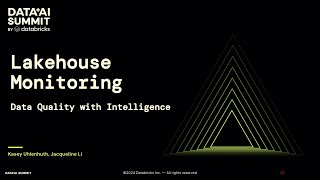 DATA+AI
SUMMIT
BY databricks
Lakehouse
Monitoring
Data Quality with Intelligence
Kasey Uhlenhuth, Jacqueline Li
DATA+AI SUMMIT
©2024 Databricks Inc. — All rights reserved